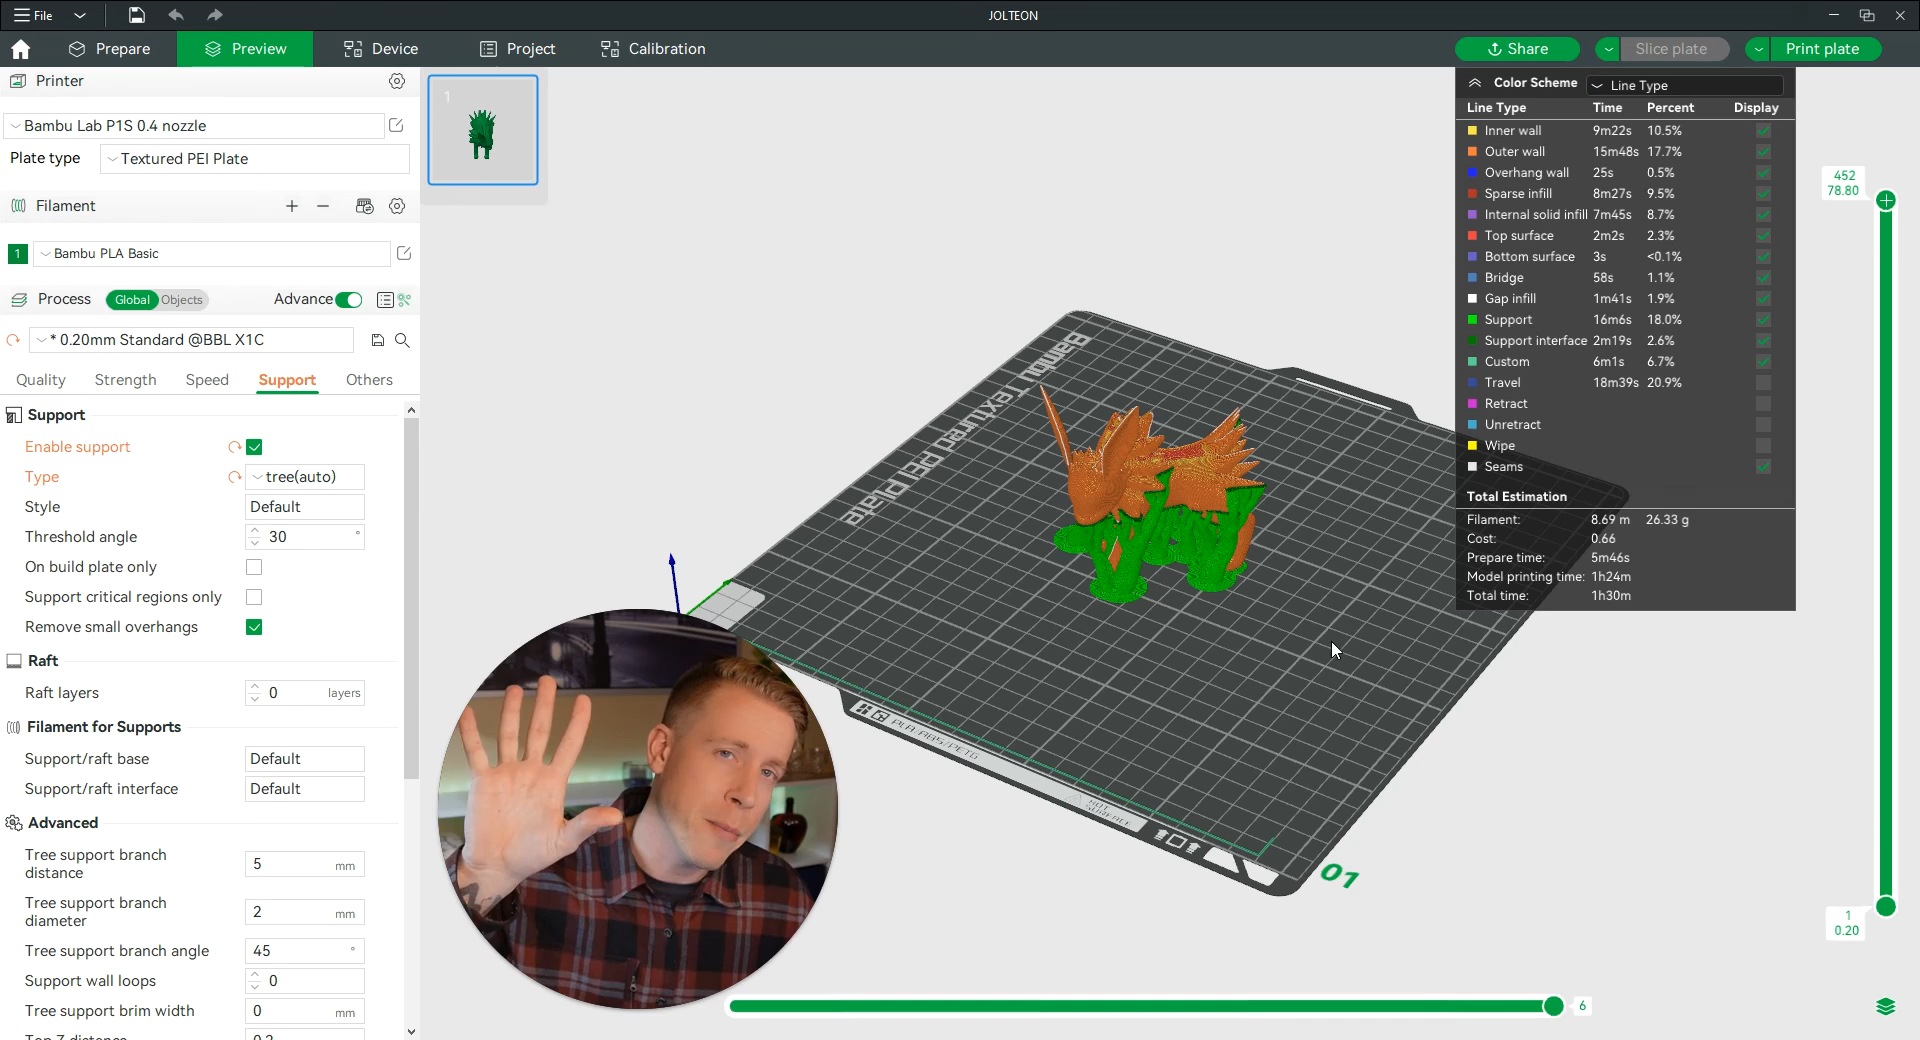 File
JOLTEON
Prepare
Preview
Device
Project
Calibration
Share
Slice plate
Print plate
Printer
Bambu Lab P1S 0.4 nozzle
Plate type
Textured PEI Plate
Filament
1
Bambu PLA Basic
Process
Global
Objects
Advance
* 0.20mm Standard @BBL X1C
Quality
Strength
Speed
Support
Others
Support
Enable support
Type
tree(auto)
Style
Default
Threshold angle
30
°
On build plate only
Support critical regions only
Remove small overhangs
Raft
Raft layers
0
layers
Filament for Supports
Support/raft base
Default
Support/raft interface
Default
Advanced
Tree support branch
distance
5
mm
Tree support branch
diameter
2
mm
Tree support branch angle
45
°
Support wall loops
0
Tree support brim width
0
mm
1
Bambu Textured PEI Plate
PLA/ABS/PETG
HOT
SURFACE
01
Color Scheme
Line Type
Line Type Time Percent Display
Inner wall 9m22s 10.5%
Outer wall 15m48s 17.7%
Overhang wall 25s 0.5%
Sparse infill 8m27s 9.5%
Internal solid infill 7m45s 8.7%
Top surface 2m2s 2.3%
Bottom surface 3s <0.1%
Bridge 58s 1.1%
Gap infill 1m41s 1.9%
Support 16m6s 18.0%
Support interface 2m19s 2.6%
Custom 6m1s 6.7%
Travel 18m39s 20.9%
Retract
Unretract
Wipe
Seams
Total Estimation
Filament: 8.69 m 26.33 g
Cost: 0.66
Prepare time: 5m46s
Model printing time: 1h24m
Total time: 1h30m
452
78.80
1
0.20
6